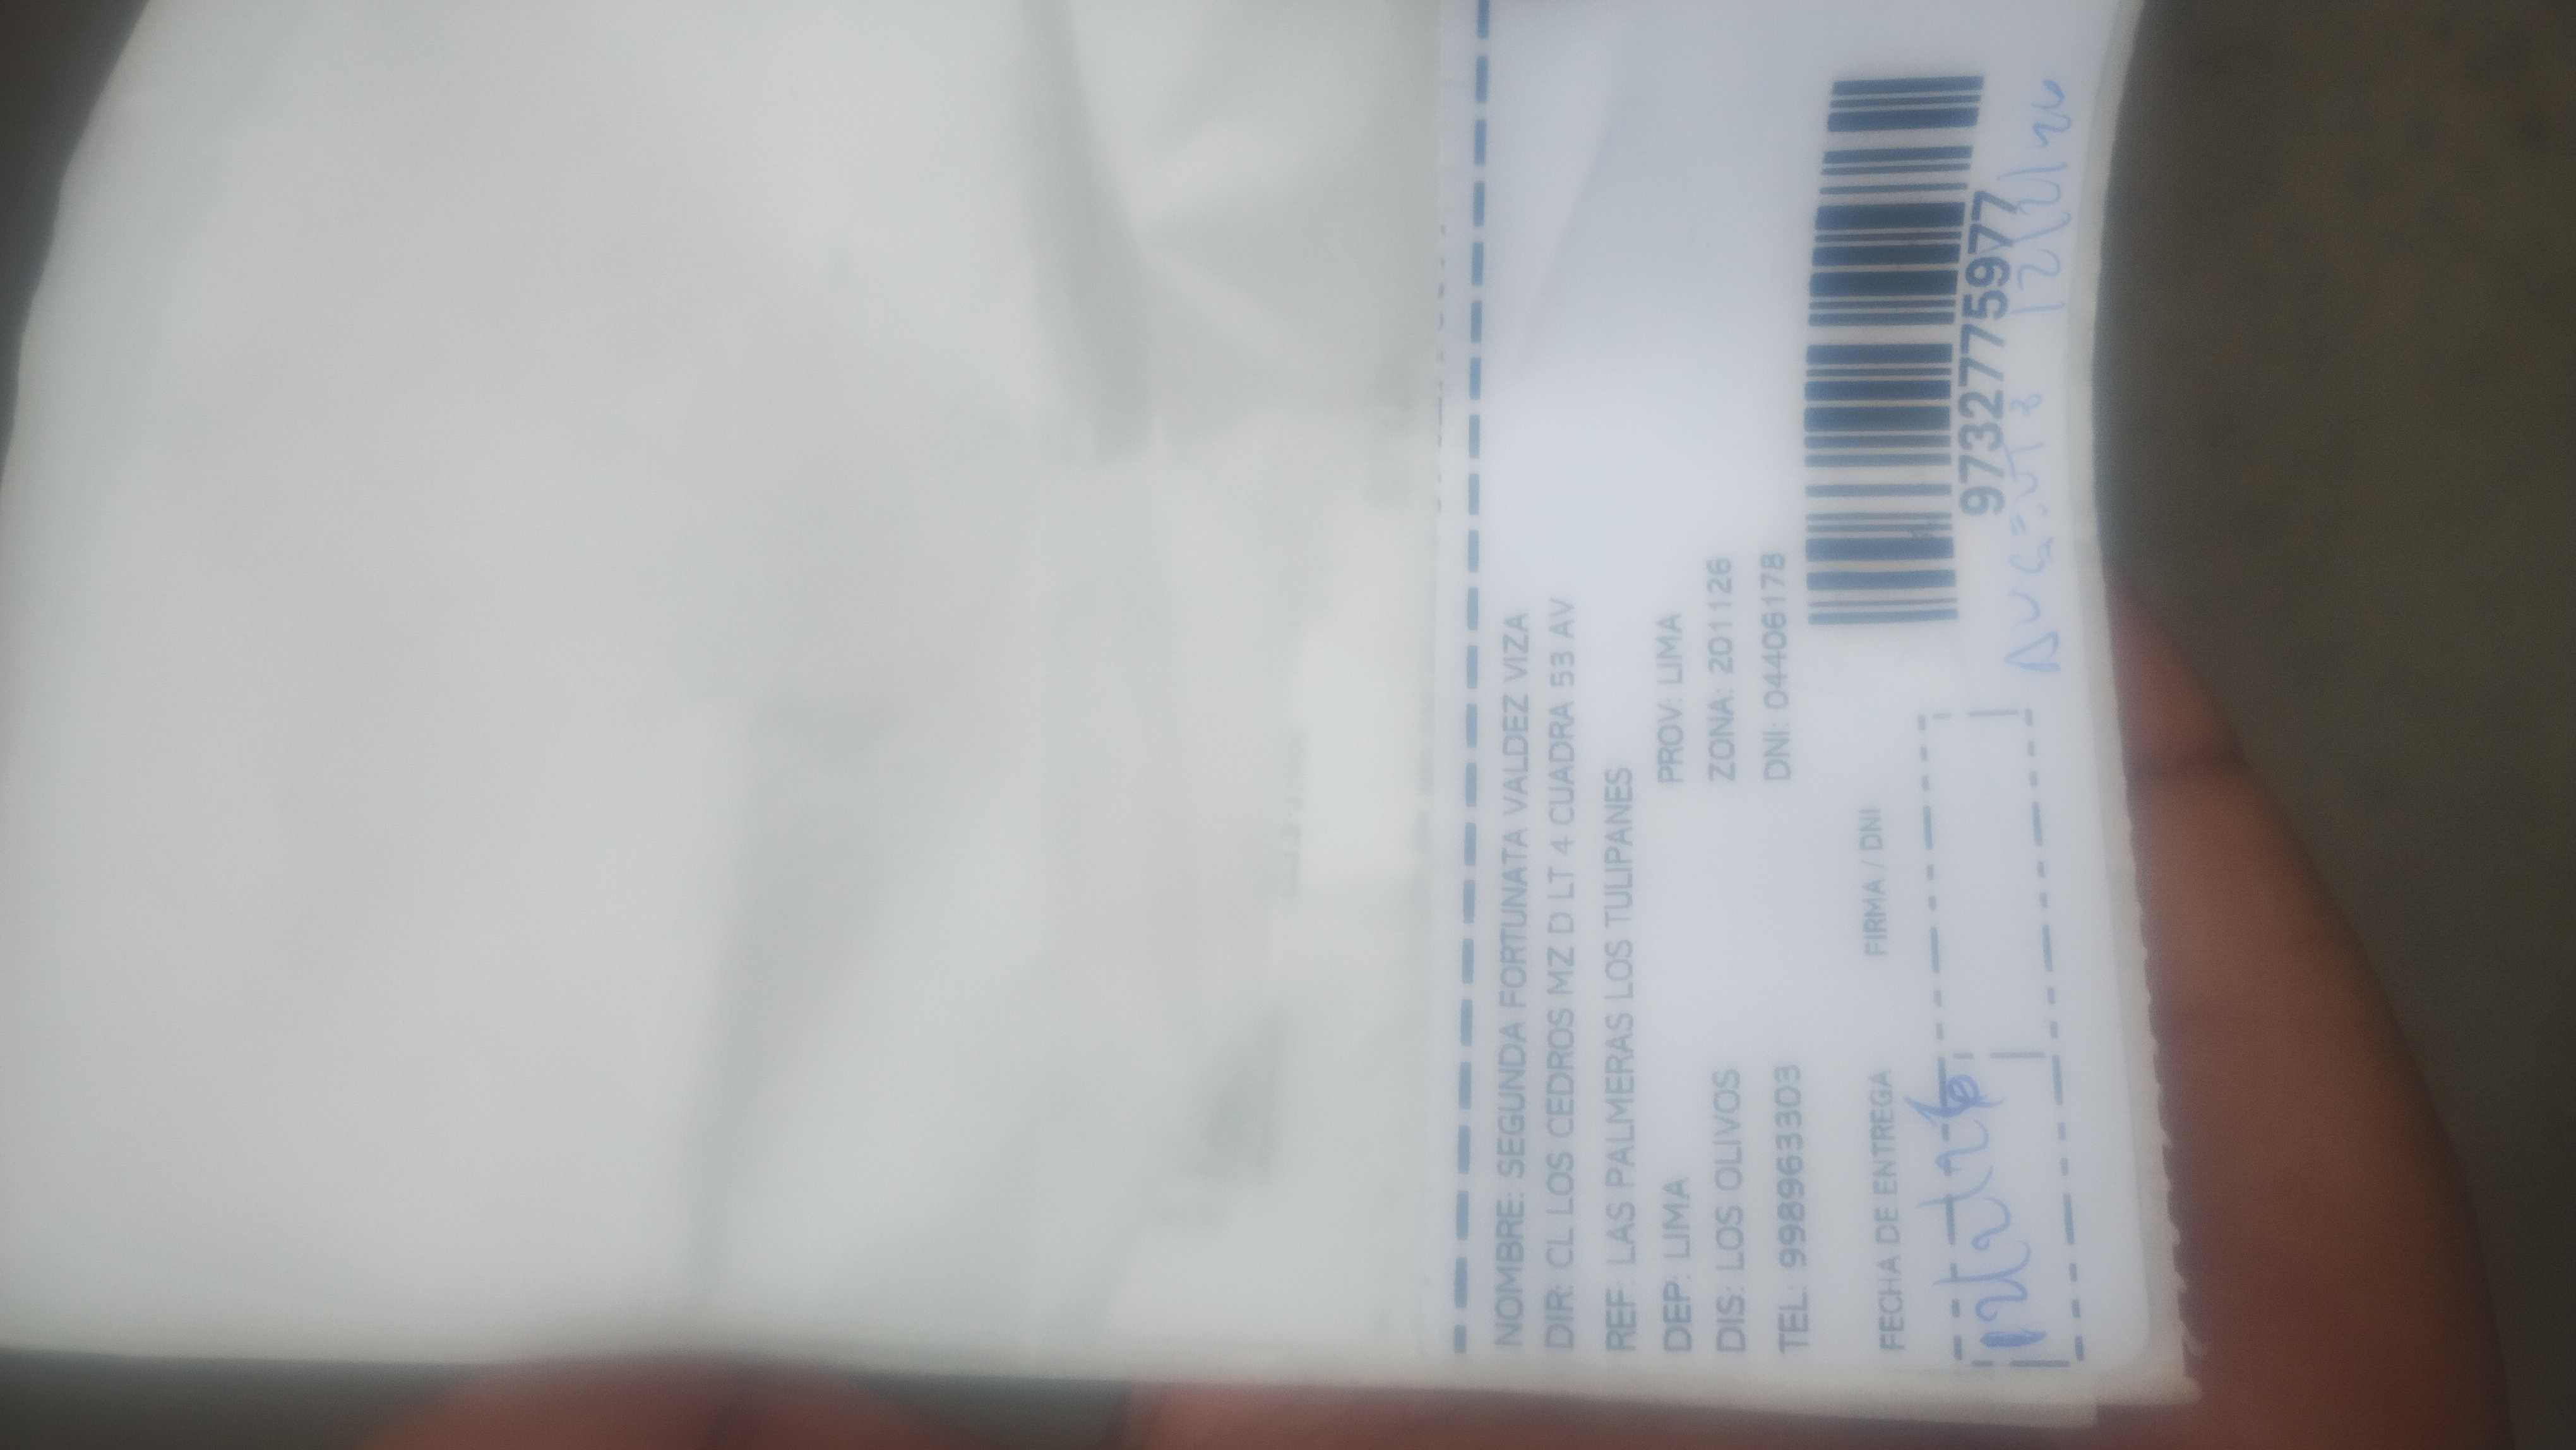 NOMBRE: SEGUNDA FORTUNATA VALDEZ VIZA
DIR: CL LOS CEDROS MZ D LT 4 CUADRA 53 AV
REF: LAS PALMERAS LOS TULIPANES
DEP: LIMA PROV: LIMA
DIS: LOS OLIVOS ZONA: 201126
TEL: 998963303 DNI: 04406178
FECHA DE ENTREGA FIRMA / DNI
97327775977